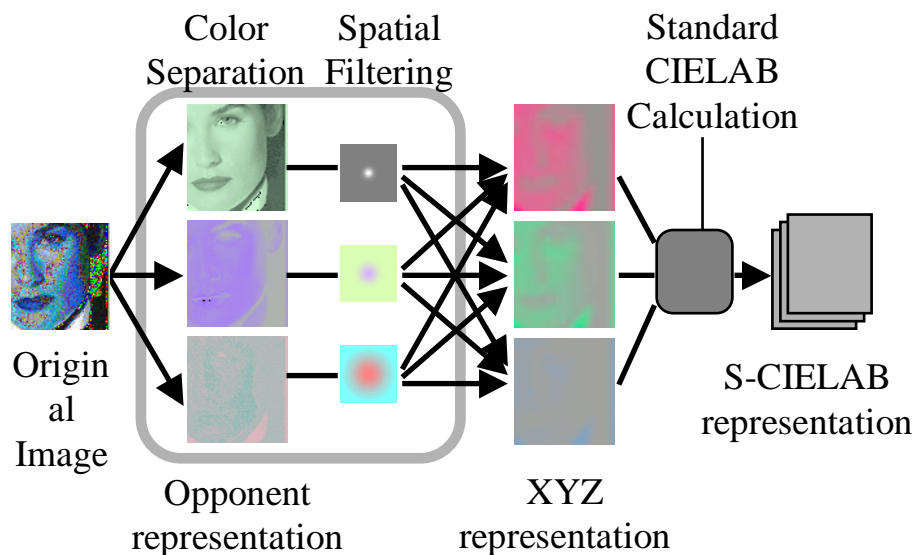 Color
Separation
Spatial
Filtering
Standard
CIELAB
Calculation
Origin
al
Image
S-CIELAB
representation
Opponent
representation
XYZ
representation